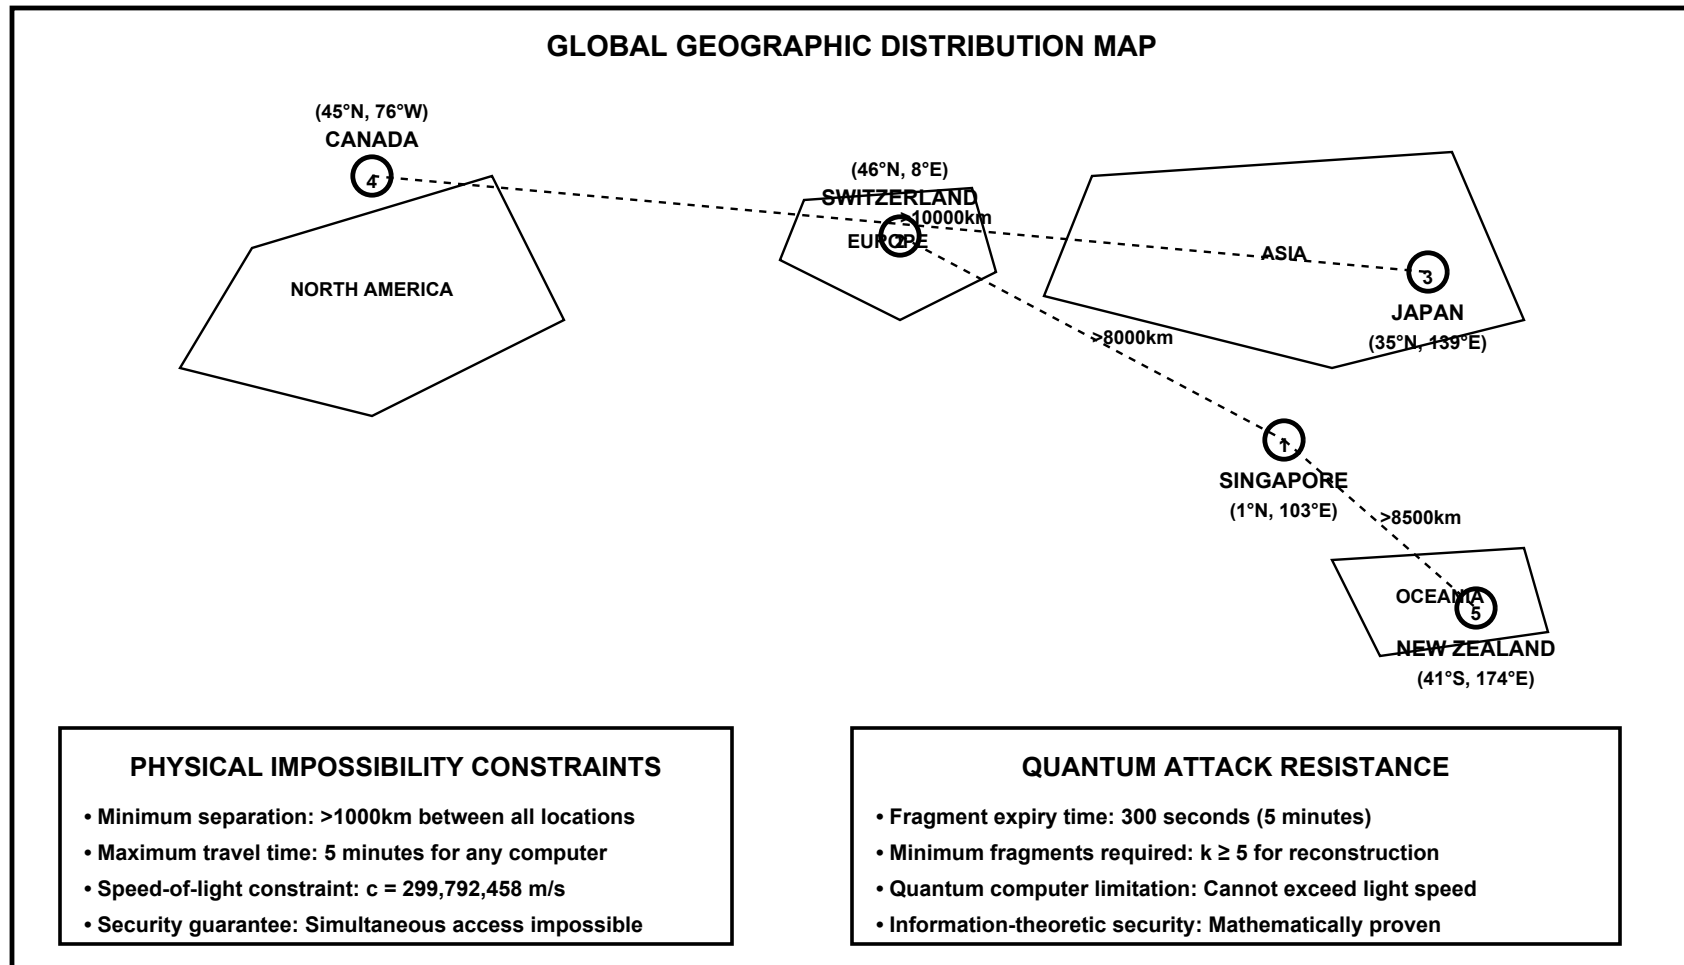 GLOBAL GEOGRAPHIC DISTRIBUTION MAP
(45°N, 76°W)
CANADA
4
NORTH AMERICA
(46°N, 8°E)
SWITZERLAND
>10000km
EUROPE
2
ASIA
3
JAPAN
(35°N, 139°E)
>8000km
1
SINGAPORE
(1°N, 103°E)
>8500km
OCEANIA
5
NEW ZEALAND
(41°S, 174°E)
PHYSICAL IMPOSSIBILITY CONSTRAINTS
• Minimum separation: >1000km between all locations
• Maximum travel time: 5 minutes for any computer
• Speed-of-light constraint: c = 299,792,458 m/s
• Security guarantee: Simultaneous access impossible
QUANTUM ATTACK RESISTANCE
• Fragment expiry time: 300 seconds (5 minutes)
• Minimum fragments required: k ≥ 5 for reconstruction
• Quantum computer limitation: Cannot exceed light speed
• Information-theoretic security: Mathematically proven